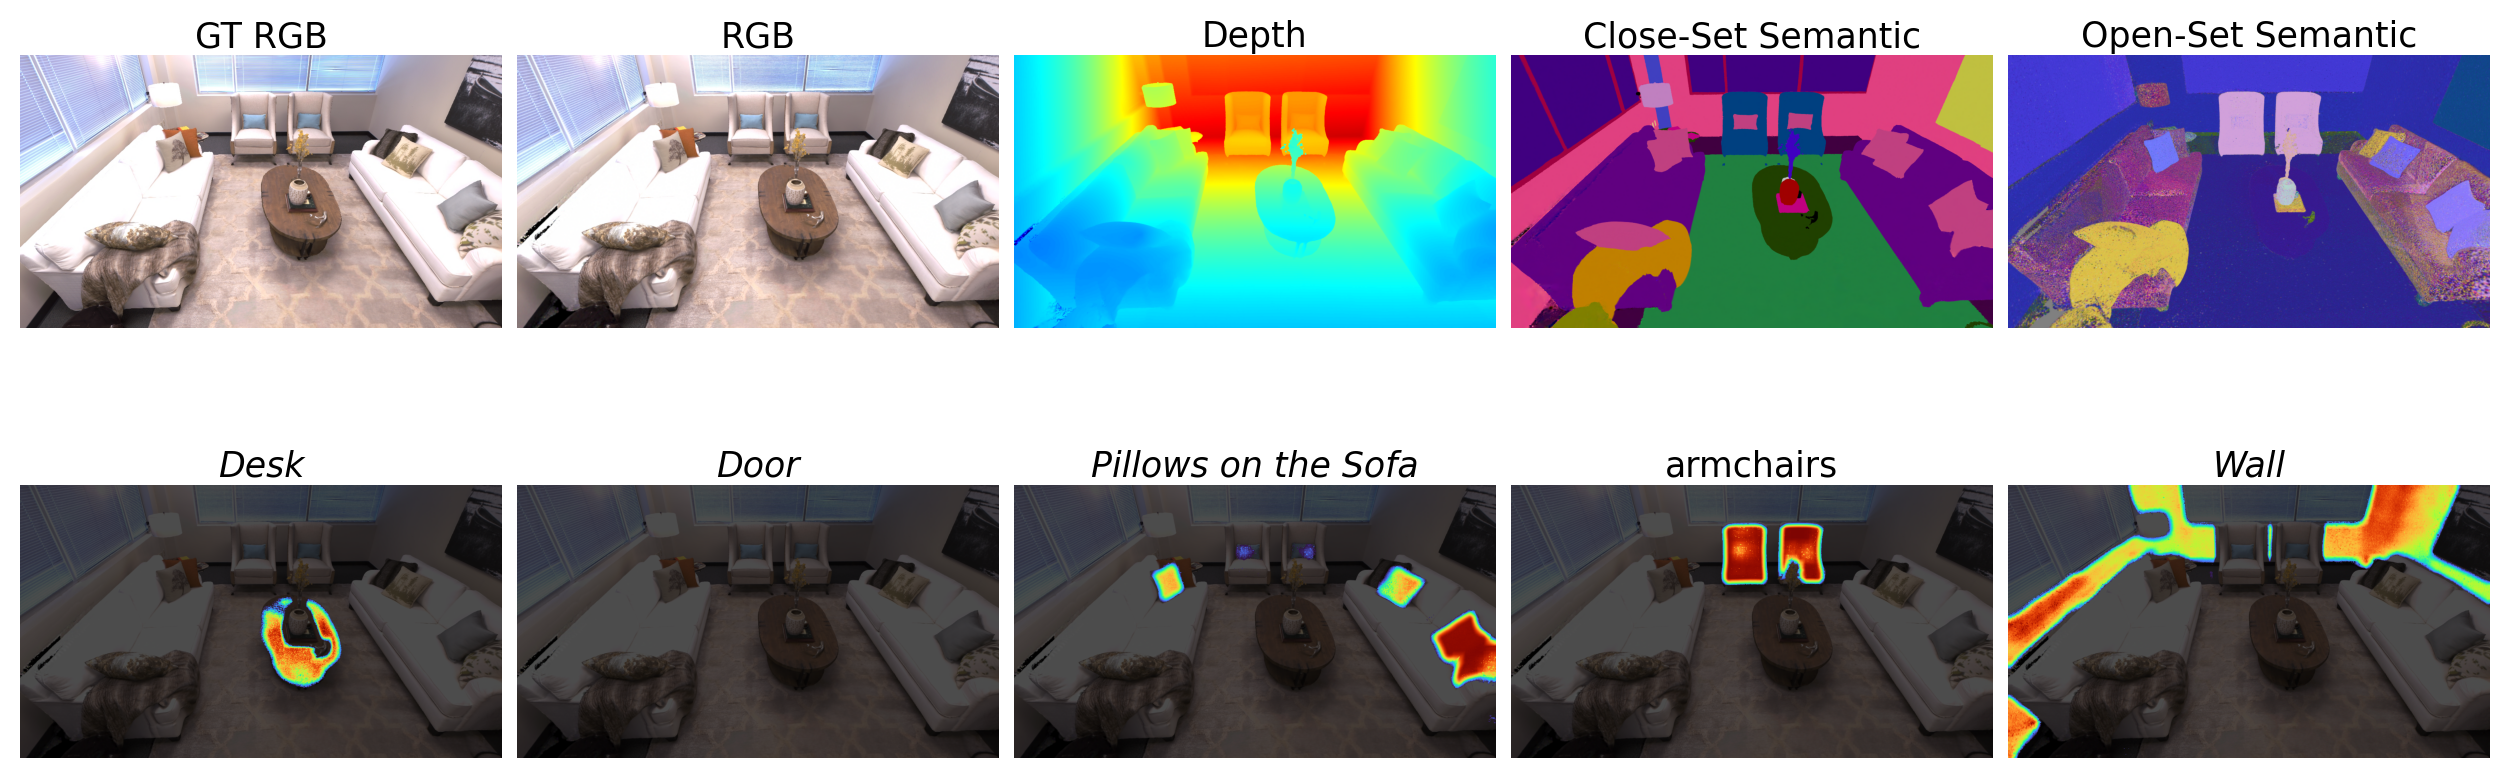 GT RGB
RGB
Depth
Close-Set Semantic
Open-Set Semantic
Desk
Door
Pillows on the Sofa
armchairs
Wall